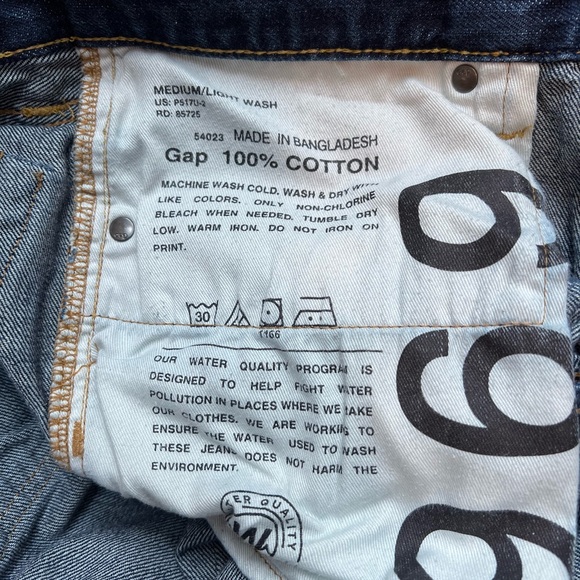 MEDIUM/LIGHT WASH
US: P517U-2
RD: 85725
54023 MADE IN BANGLADESH
Gap 100% COTTON
MACHINE WASH COLD. WASH & DRY WITH
LIKE COLORS. ONLY NON-CHLORINE
BLEACH WHEN NEEDED. TUMBLE DRY
LOW. WARM IRON. DO NOT IRON ON
PRINT.
30
1166
OUR WATER QUALITY PROGRAM IS
DESIGNED TO HELP FIGHT WATER
POLLUTION IN PLACES WHERE WE MAKE
OUR CLOTHES. WE ARE WORKING TO
ENSURE THE WATER USED TO WASH
THESE JEANS DOES NOT HARM THE
ENVIRONMENT.
QUALITY
W
969